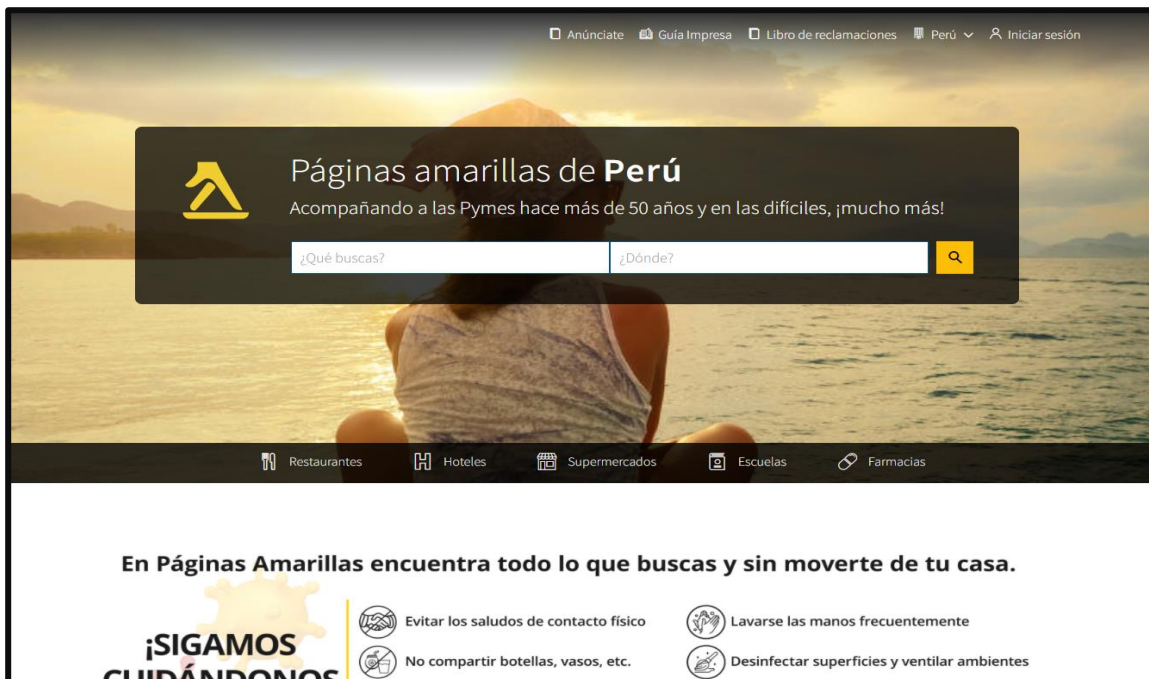 Anúnciate Guía Impresa Libro de reclamaciones Perú Iniciar sesión
Páginas amarillas de Perú
Acompañando a las Pymes hace más de 50 años y en las difíciles, ¡mucho más!
¿Qué buscas? ¿Dónde?
Restaurantes Hoteles Supermercados Escuelas Farmacias
En Páginas Amarillas encuentra todo lo que buscas y sin moverte de tu casa.
¡SIGAMOS
CUIDÁNDONOS
Evitar los saludos de contacto físico
Lavarse las manos frecuentemente
No compartir botellas, vasos, etc.
Desinfectar superficies y ventilar ambientes